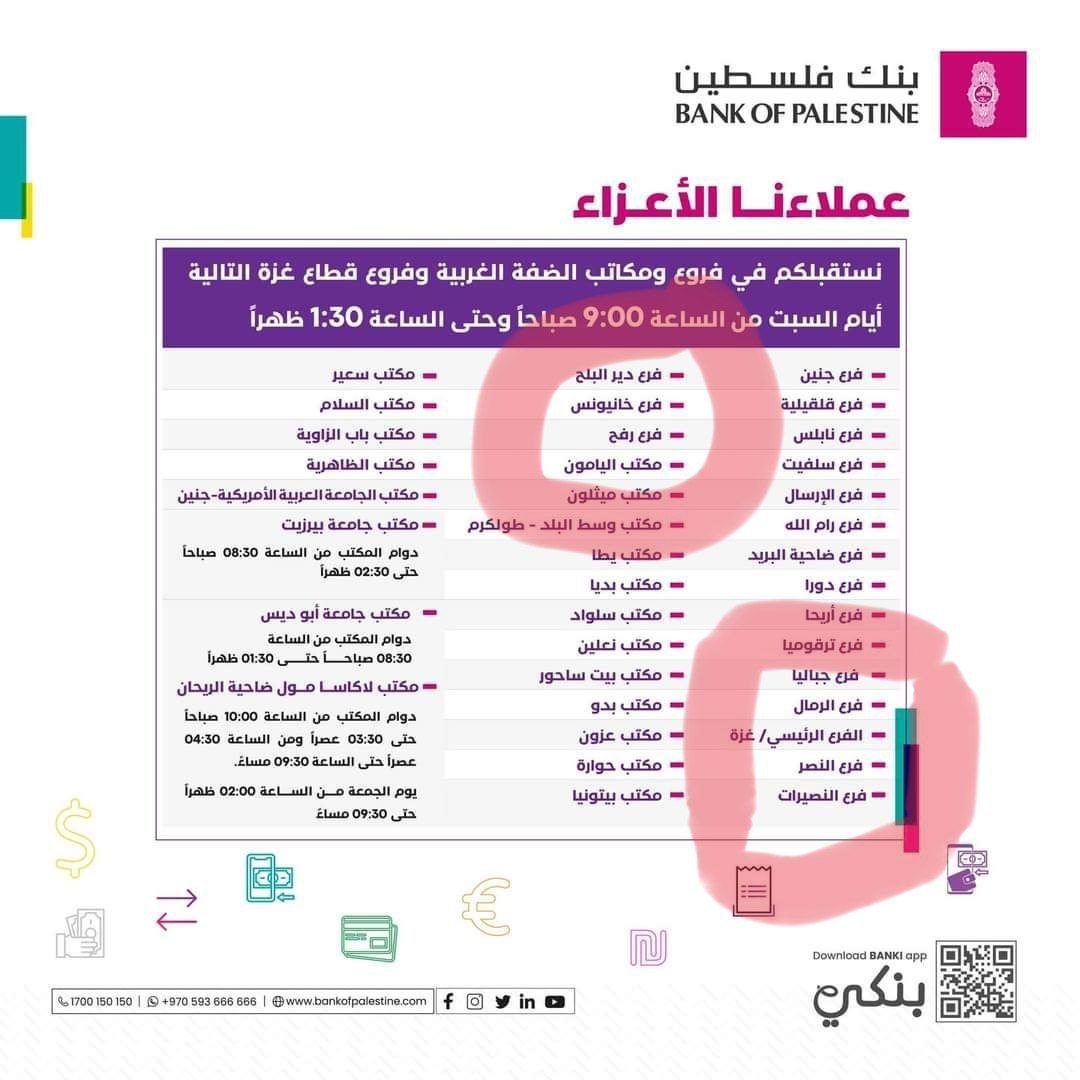 بنك فلسطين
BANK OF PALESTINE
عملاءنا الأعزاء
نستقبلكم في فروع ومكاتب الضفة الغربية وفروع قطاع غزة التالية
أيام السبت من الساعة 9:00 صباحاً وحتى الساعة 1:30 ظهراً
فرع جنين
فرع قلقيلية
فرع نابلس
فرع سلفيت
فرع الإرسال
فرع رام الله
فرع ضاحية البريد
فرع دورا
فرع أريحا
فرع ترقوميا
فرع جباليا
فرع الرمال
الفرع الرئيسي/ غزة
فرع النصر
فرع النصيرات
فرع دير البلح
فرع خانيونس
فرع رفح
مكتب اليامون
مكتب ميثلون
مكتب وسط البلد - طولكرم
مكتب يطا
مكتب بديا
مكتب سلواد
مكتب نعلين
مكتب بيت ساحور
مكتب بدو
مكتب عزون
مكتب حوارة
مكتب بيتونيا
مكتب سعير
مكتب السلام
مكتب باب الزاوية
مكتب الظاهرية
مكتب الجامعة العربية الأمريكية-جنين
مكتب جامعة بيرزيت
دوام المكتب من الساعة 08:30 صباحاً
حتى 02:30 ظهراً
مكتب جامعة أبو ديس
دوام المكتب من الساعة
08:30 صباحاً حتى 01:30 ظهراً
مكتب لاكاسا مول ضاحية الريحان
دوام المكتب من الساعة 10:00 صباحاً
حتى 03:30 عصراً ومن الساعة 04:30
عصراً حتى الساعة 09:30 مساءً.
يوم الجمعة من الساعة 02:00 ظهراً
حتى 09:30 مساءً
Download BANKI app
بنكي
1700 150 150 | +970 593 666 666 | www.bankofpalestine.com